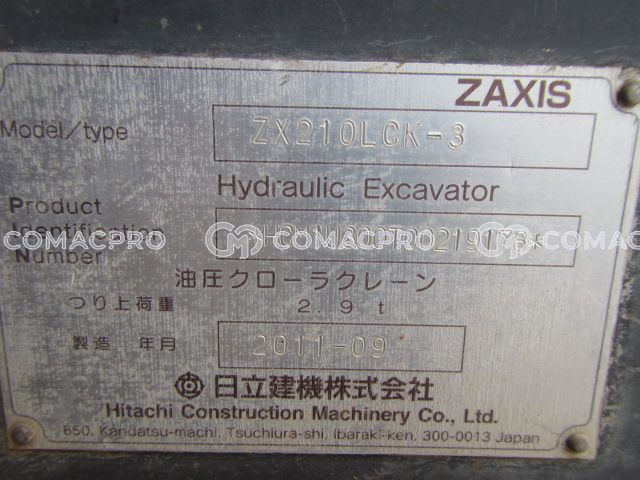 ZAXIS
Model/type ZX210LCK-3
Hydraulic Excavator
Product
Identification
Number
COMACPRO COMACPRO COMACPRO
油圧クローラクレーン
つり上荷重 2.9t
製造 年月 2011-09
日立建機株式会社
Hitachi Construction Machinery Co., Ltd.
650, Kandatsu-machi, Tsuchiura-shi, Ibaraki-ken, 300-0013 Japan